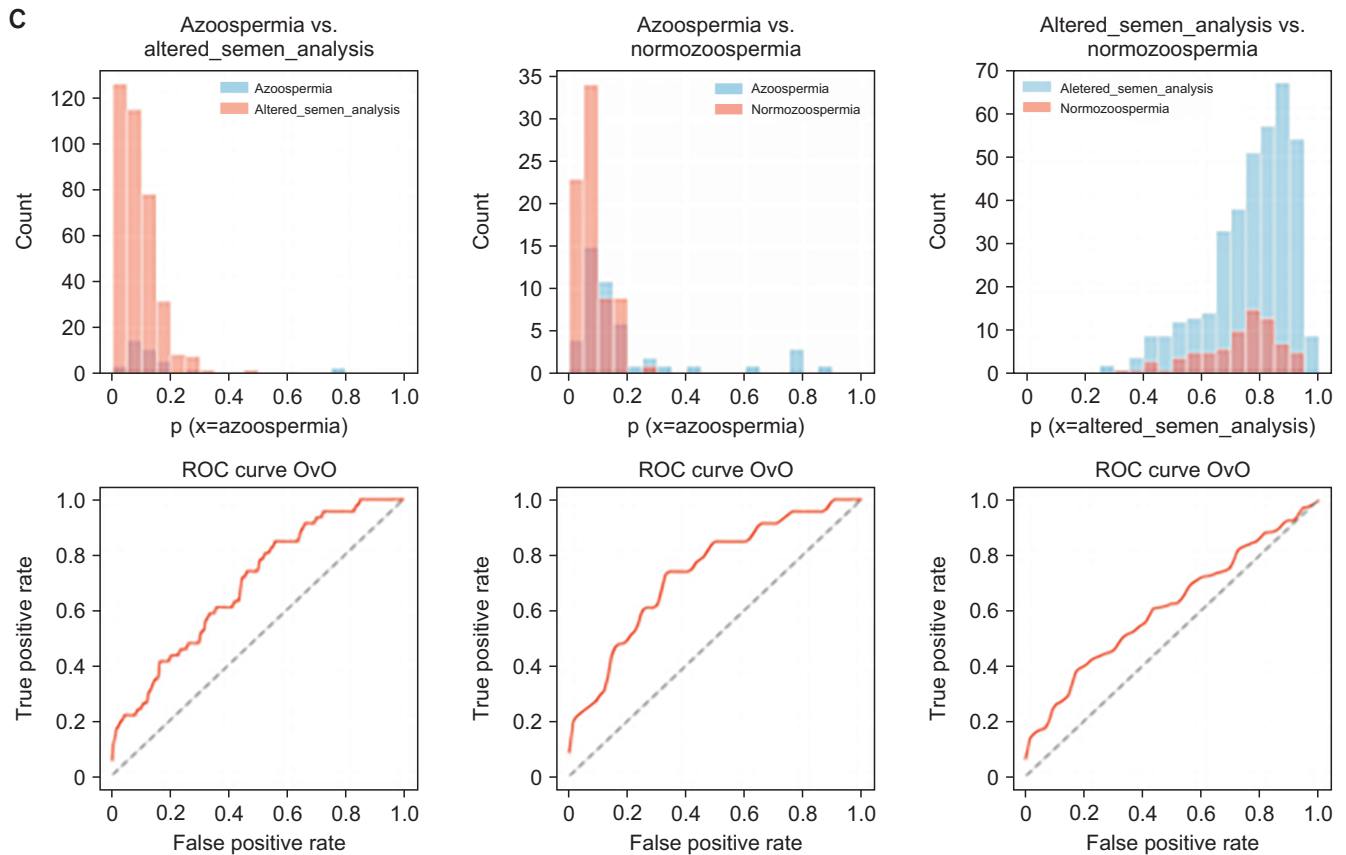 C
Azoospermia vs.
altered_semen_analysis
Count
120
100
80
60
40
20
0
Azoospermia
Altered_semen_analysis
0 0.2 0.4 0.6 0.8 1.0
p (x=azoospermia)
Azoospermia vs.
normozoospermia
Count
35
30
25
20
15
10
5
0
Azoospermia
Normozoospermia
0 0.2 0.4 0.6 0.8 1.0
p (x=azoospermia)
Altered_semen_analysis vs.
normozoospermia
Count
70
60
50
40
30
20
10
0
Aletered_semen_analysis
Normozoospermia
0 0.2 0.4 0.6 0.8 1.0
p (x=altered_semen_analysis)
ROC curve OvO
True positive rate
1.0
0.8
0.6
0.4
0.2
0
0 0.2 0.4 0.6 0.8 1.0
False positive rate
ROC curve OvO
True positive rate
1.0
0.8
0.6
0.4
0.2
0
0 0.2 0.4 0.6 0.8 1.0
False positive rate
ROC curve OvO
True positive rate
1.0
0.8
0.6
0.4
0.2
0
0 0.2 0.4 0.6 0.8 1.0
False positive rate